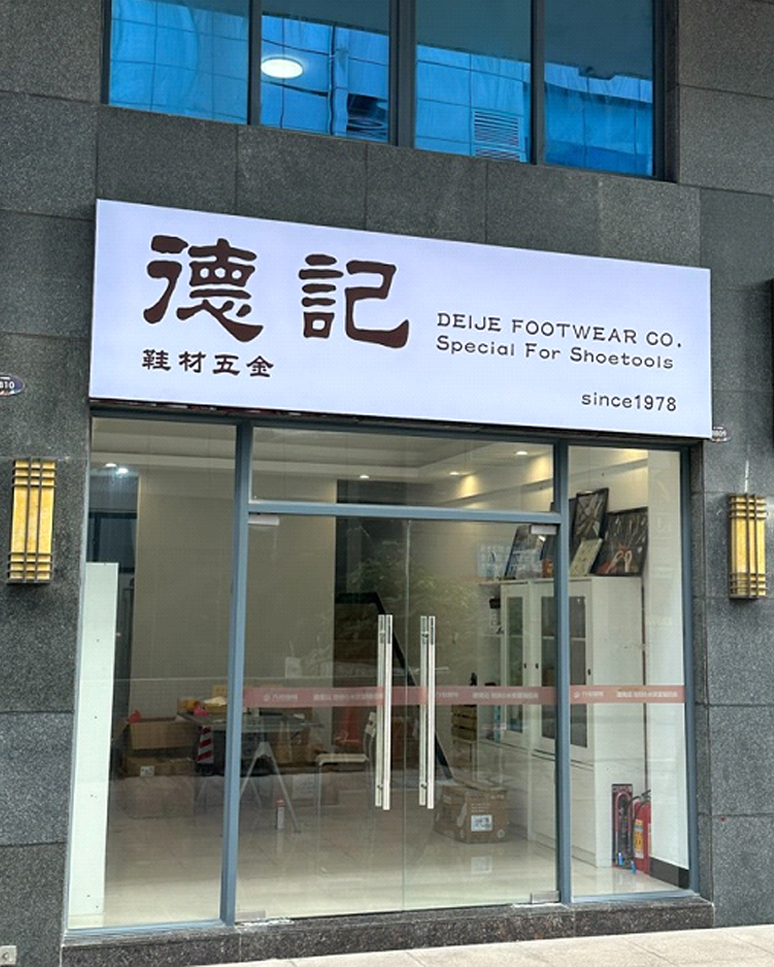 德記
鞋材五金
DEIJE FOOTWEAR CO.
Special For Shoetools
since1978